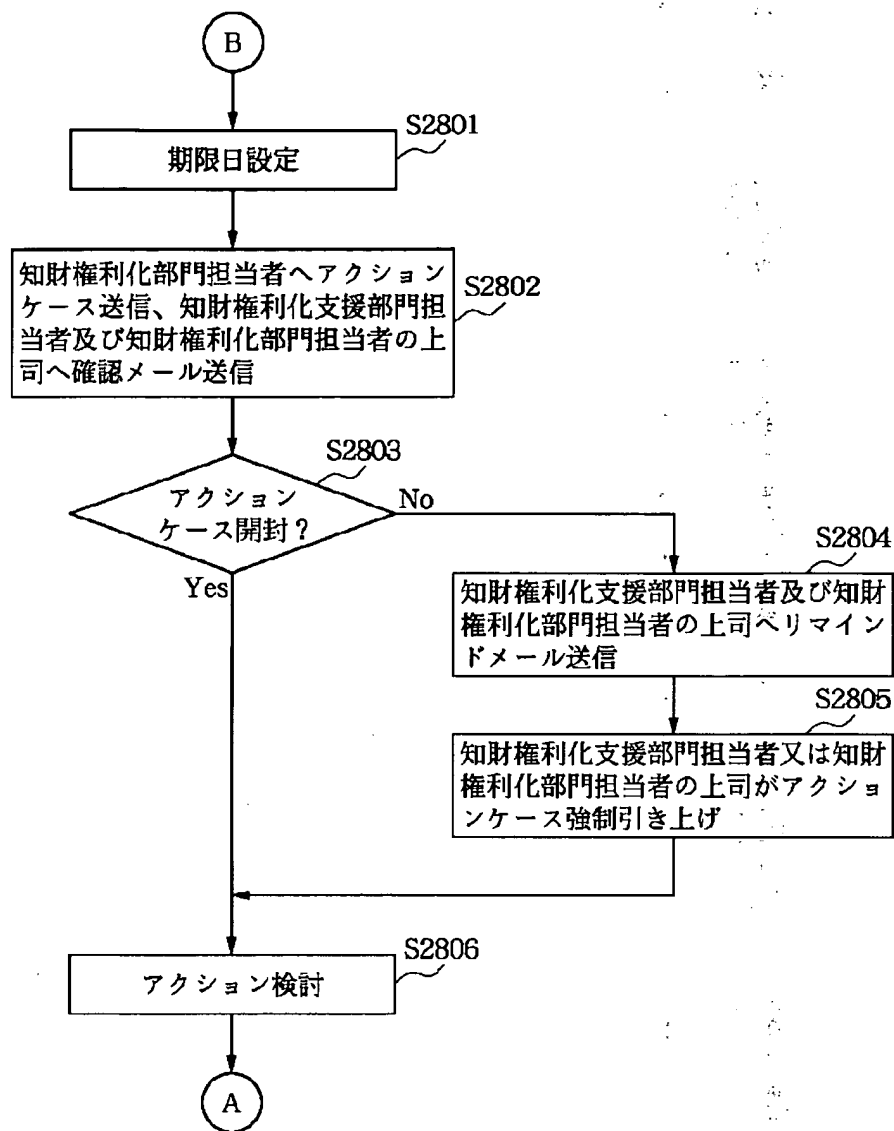 B
S2801
期限日設定
S2802
知財権利化部門担当者へアクション
ケース送信、知財権利化支援部門担
当者及び知財権利化部門担当者の上
司へ確認メール送信
S2803
アクション
ケース開封？
No
Yes
S2804
知財権利化支援部門担当者及び知財
権利化部門担当者の上司へリマイン
ドメール送信
S2805
知財権利化支援部門担当者又は知財
権利化部門担当者の上司がアクショ
ンケース強制引き上げ
S2806
アクション検討
A